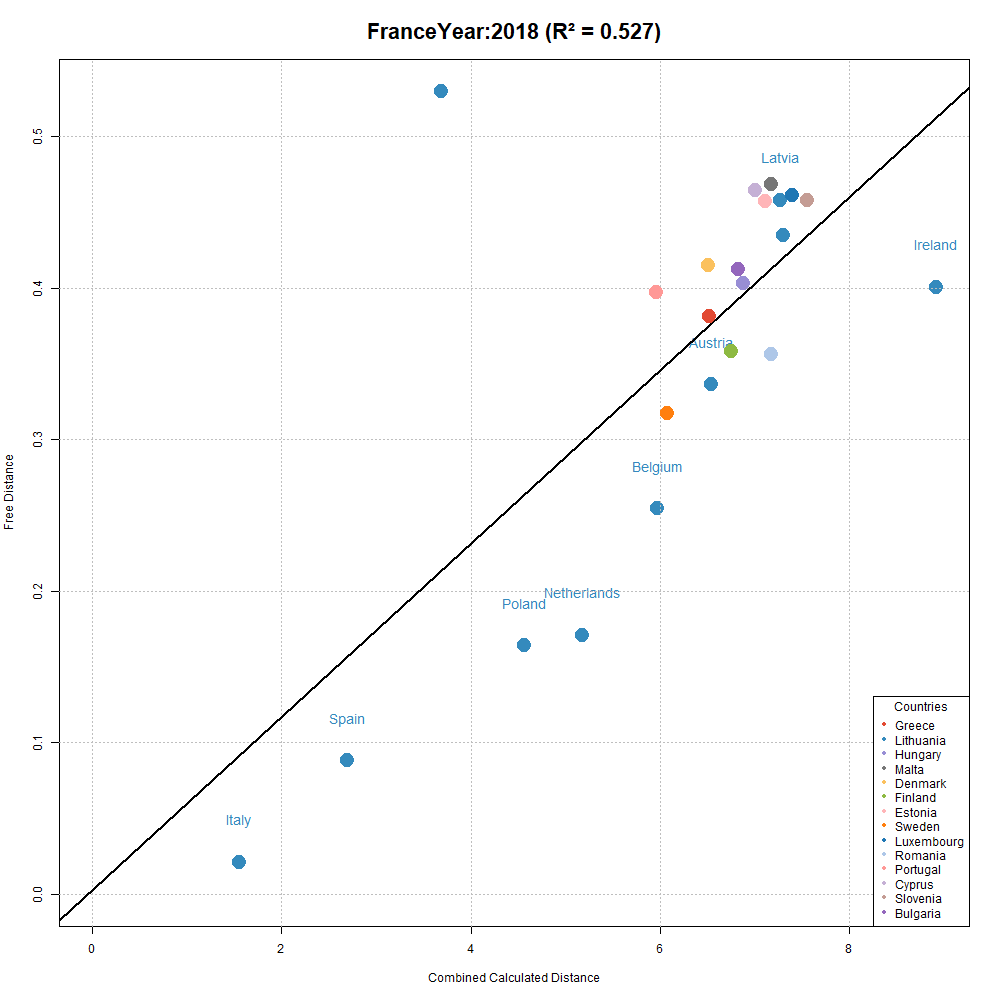 FranceYear:2018 (R² = 0.527)
Latvia
Ireland
Austria
Belgium
Netherlands
Poland
Spain
Italy
0.5
0.4
0.3
0.2
0.1
0.0
Free Distance
0
2
4
6
8
Combined Calculated Distance
Countries
Greece
Lithuania
Hungary
Malta
Denmark
Finland
Estonia
Sweden
Luxembourg
Romania
Portugal
Cyprus
Slovenia
Bulgaria